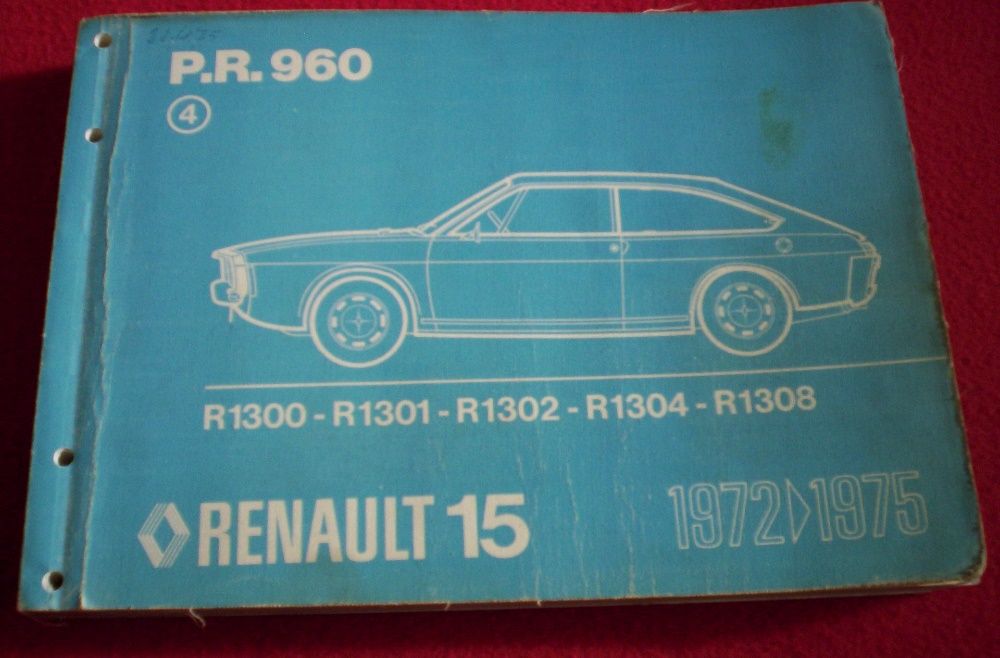 P.R. 960
4
R1300 - R1301 - R1302 - R1304 - R1308
RENAULT 15
1972▷1975